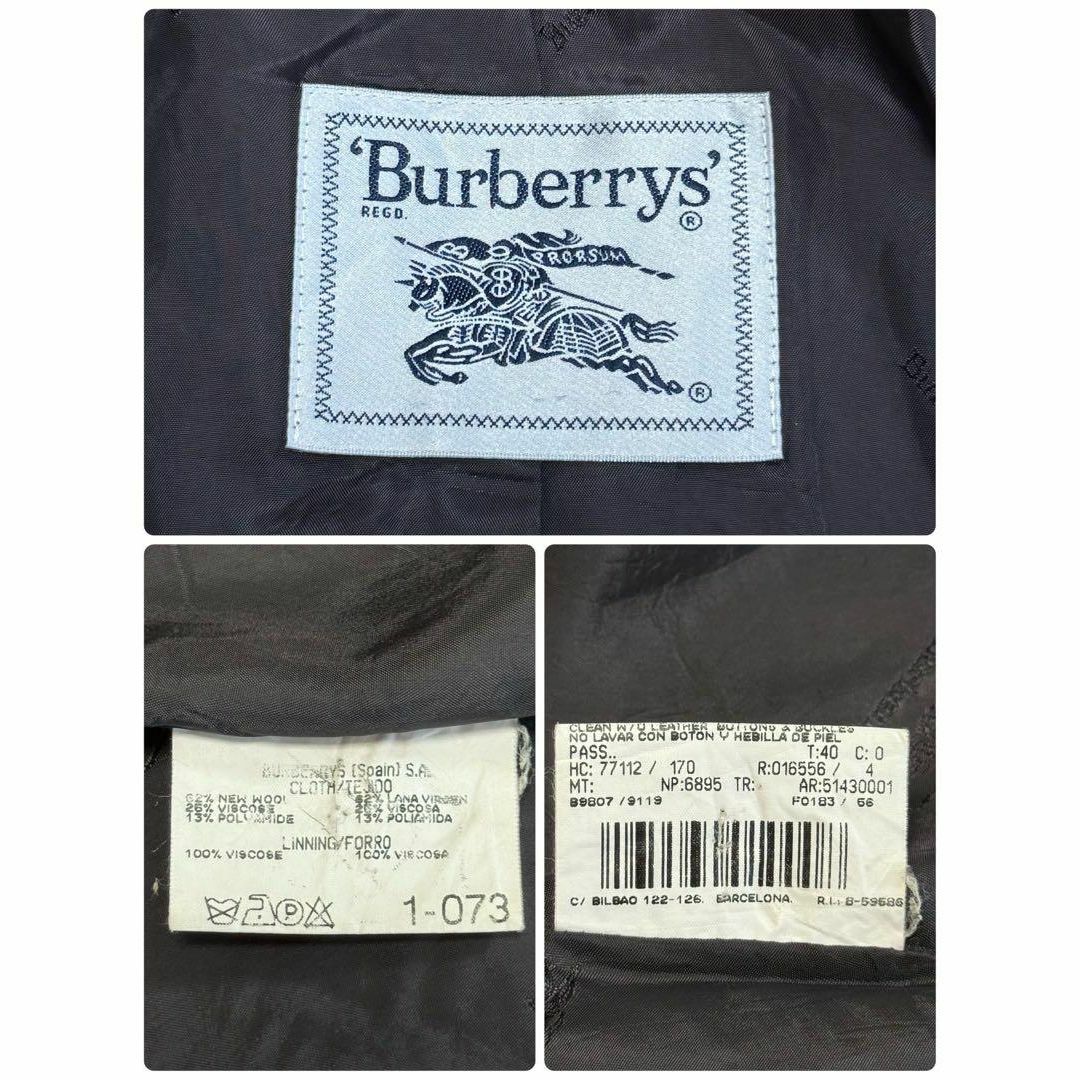 'Burberrys'
REGD.
®
PRORSUM
®
BURBERRYS (Spain) S.A.
CLOTH/TEJIDO
62% NEW WOOL 62% LANA VIRGEN
25% VISCOSE 25% VISCOSA
13% POLYAMIDE 13% POLIAMIDA
LINNING/FORRO
100% VISCOSE 100% VISCOSA
P
1-073
CLEAN W/O LEATHER BUTTONS & BUCKLES
NO LAVAR CON BOTON Y HEBILLA DE PIEL
PASS.. T:40 C:0
HC: 77112 / 170 R:016556 / 4
MT: NP:6895 TR: AR:51430001
B9807 /9119 F0183 / 56
C/ BILBAO 122-126. BARCELONA. R.I.: B-59686